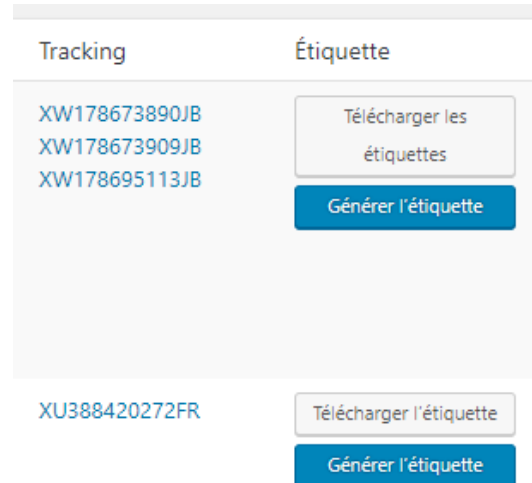 Tracking Étiquette
XW178673890JB Télécharger les
XW178673909JB étiquettes
XW178695113JB
Générer l'étiquette
XU388420272FR Télécharger l'étiquette
Générer l'étiquette